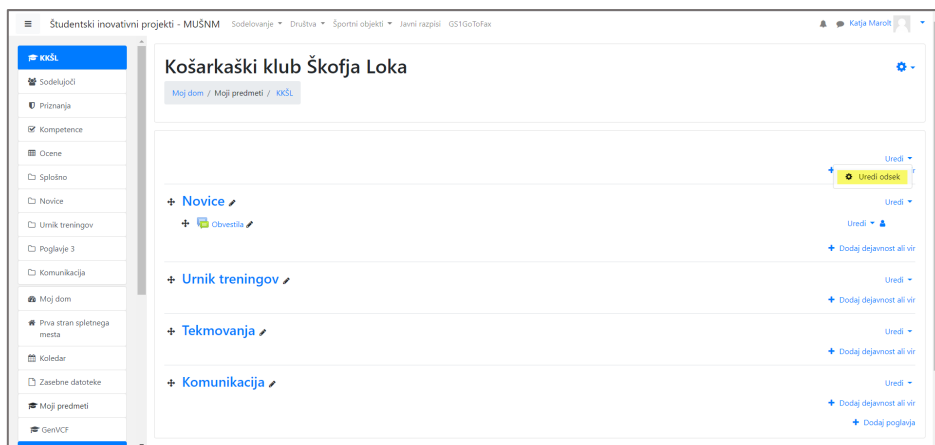 Študentski inovativni projekti - MUŠNM Sodelovanje Društva Športni objekti Javni razpisi GS1GoToFax Katja Marolt
KKŠL
Sodelujoči
Priznanja
Kompetence
Ocene
Splošno
Novice
Urnik treningov
Poglavje 3
Komunikacija
Moj dom
Prva stran spletnega
mesta
Koledar
Zasebne datoteke
Moji predmeti
GenVCF
Košarkaški klub Škofja Loka
Moj dom / Moji predmeti / KKŠL
Uredi
Uredi odsek
Novice
Uredi
Obvestila
Uredi
Dodaj dejavnost ali vir
Urnik treningov
Uredi
Dodaj dejavnost ali vir
Tekmovanja
Uredi
Dodaj dejavnost ali vir
Komunikacija
Uredi
Dodaj dejavnost ali vir
Dodaj poglavja